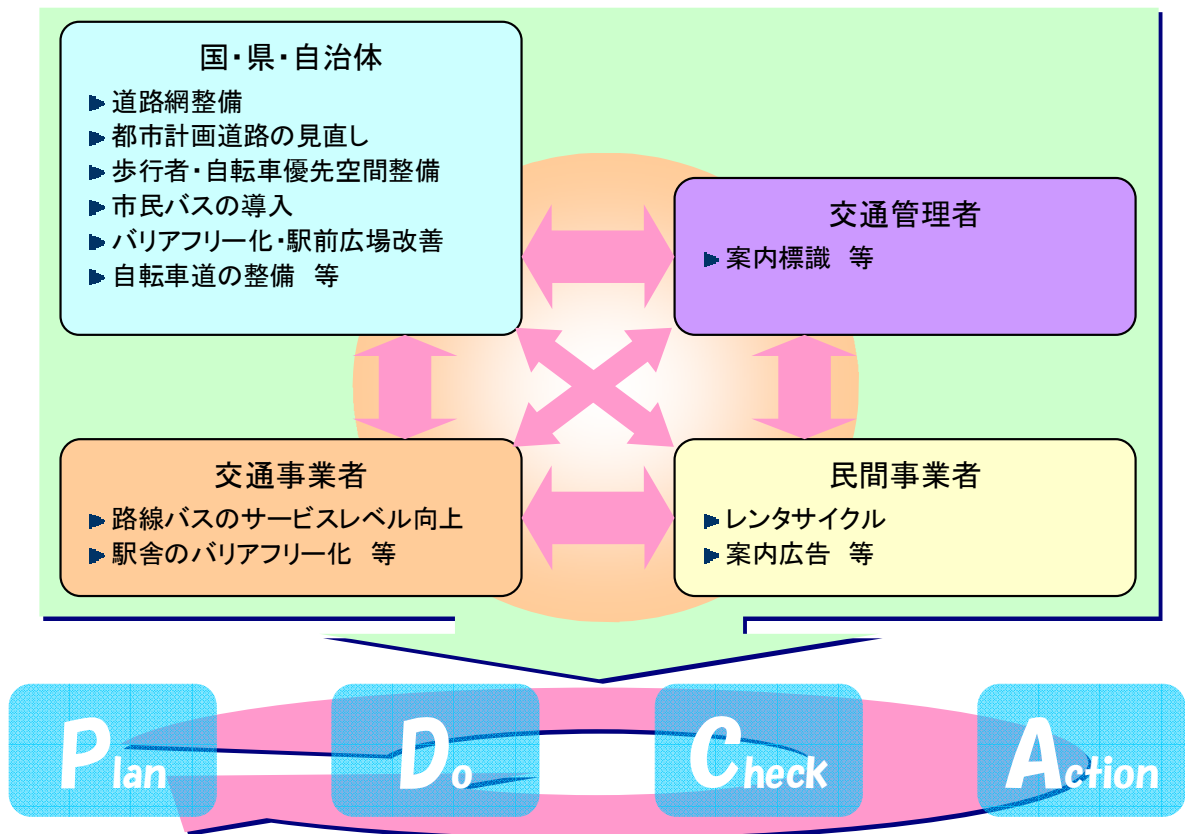 国・県・自治体
道路網整備
都市計画道路の見直し
歩行者・自転車優先空間整備
市民バスの導入
バリアフリー化・駅前広場改善
自転車道の整備　等
交通管理者
案内標識　等
交通事業者
路線バスのサービスレベル向上
駅舎のバリアフリー化　等
民間事業者
レンタサイクル
案内広告　等
Plan
Do
Check
Action